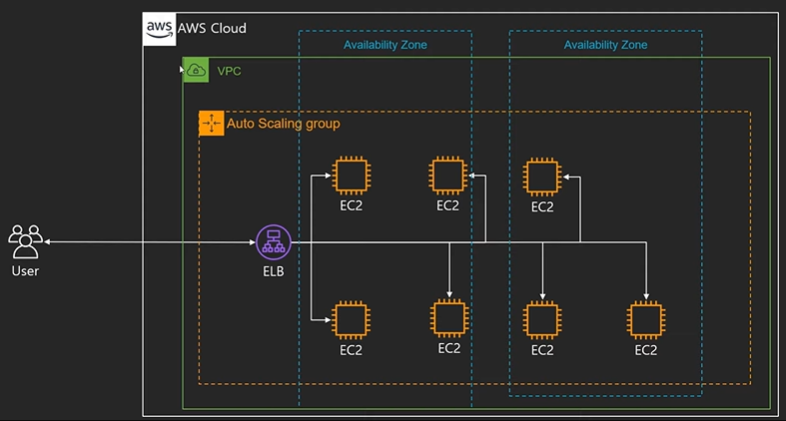 aws
AWS Cloud
Availability Zone
Availability Zone
VPC
Auto Scaling group
EC2
EC2
EC2
User
ELB
EC2
EC2
EC2
EC2